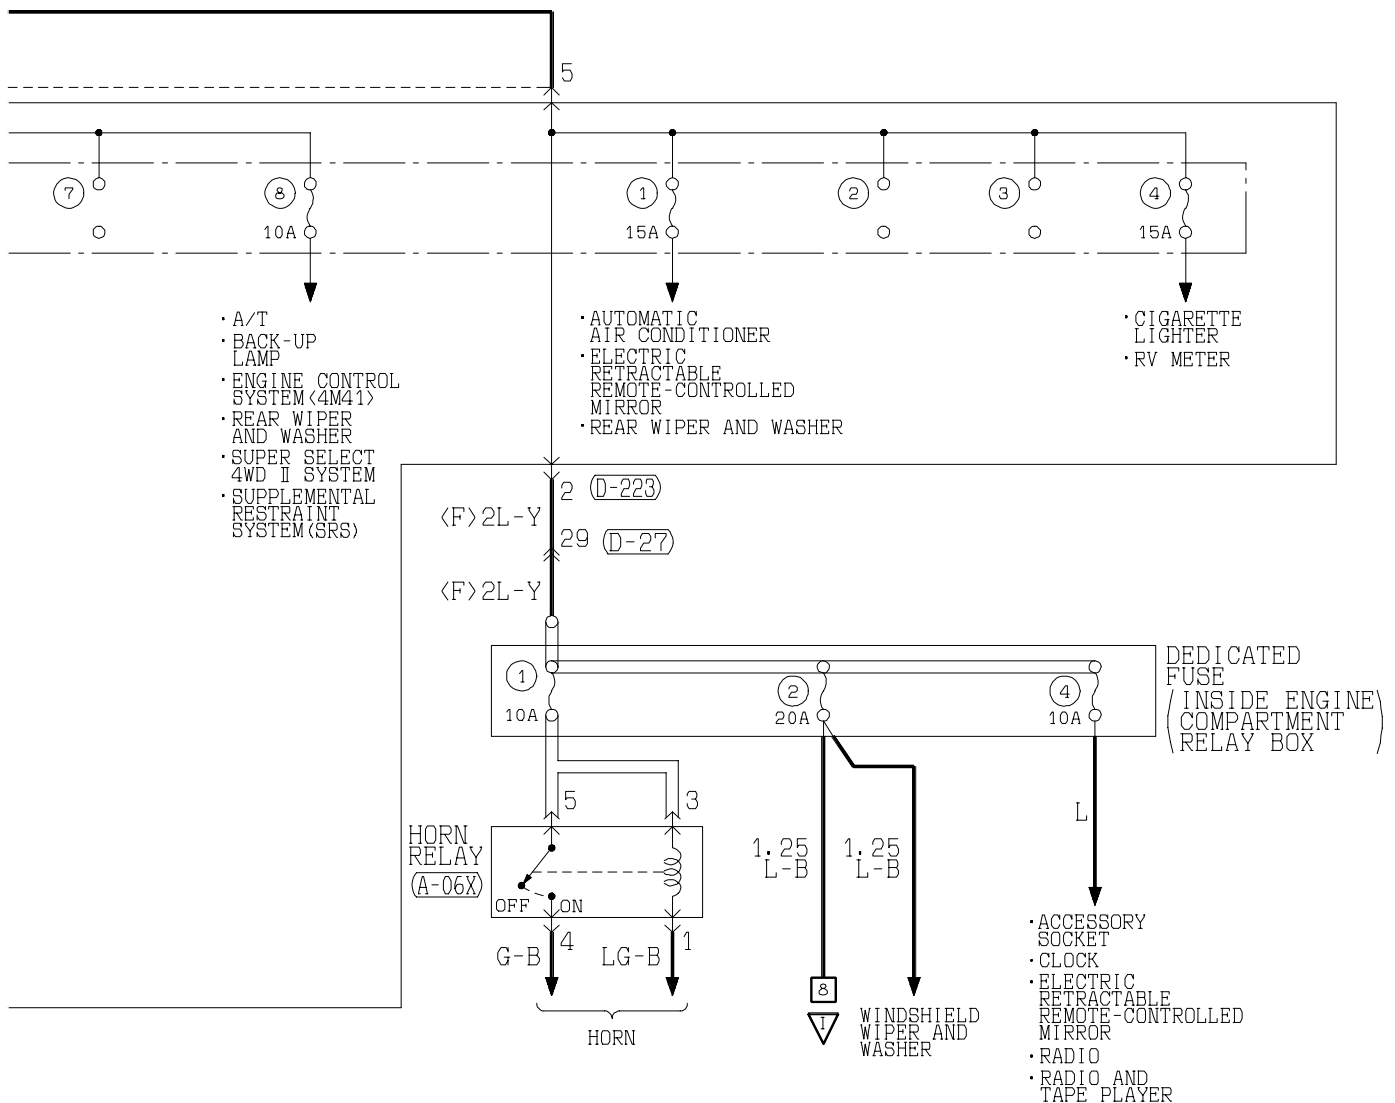 5
7
8
10A
1
15A
2
3
4
15A
· A/T
· BACK-UP
LAMP
· ENGINE CONTROL
SYSTEM<4M41>
· REAR WIPER
AND WASHER
· SUPER SELECT
4WD Ⅱ SYSTEM
· SUPPLEMENTAL
RESTRAINT
SYSTEM(SRS)
· AUTOMATIC
AIR CONDITIONER
· ELECTRIC
RETRACTABLE
REMOTE-CONTROLLED
MIRROR
· REAR WIPER AND WASHER
· CIGARETTE
LIGHTER
· RV METER
2 (D-223)
<F>2L-Y
29 (D-27)
<F>2L-Y
1
10A
2
20A
4
10A
DEDICATED
FUSE
(INSIDE ENGINE)
COMPARTMENT
RELAY BOX
5
3
HORN
RELAY
(A-06X)
OFF
ON
4
1
G-B
LG-B
HORN
1.25
L-B
1.25
L-B
L
8
I
WINDSHIELD
WIPER AND
WASHER
· ACCESSORY
SOCKET
· CLOCK
· ELECTRIC
RETRACTABLE
REMOTE-CONTROLLED
MIRROR
· RADIO
· RADIO AND
TAPE PLAYER